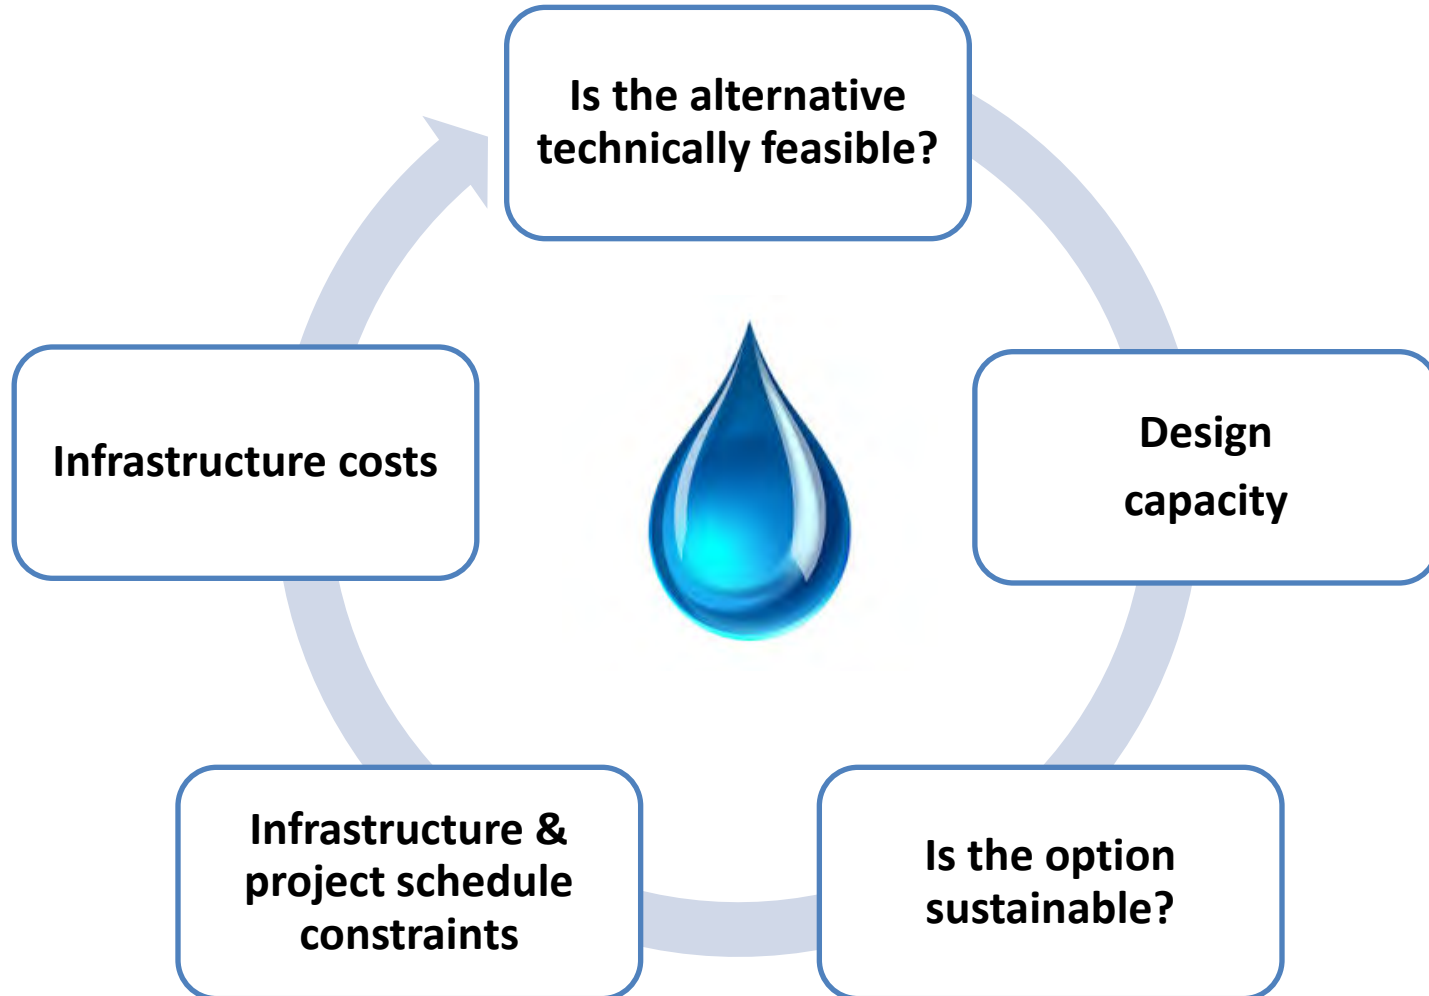 Is the alternative
technically feasible?
Design
capacity
Is the option
sustainable?
Infrastructure &
project schedule
constraints
Infrastructure costs